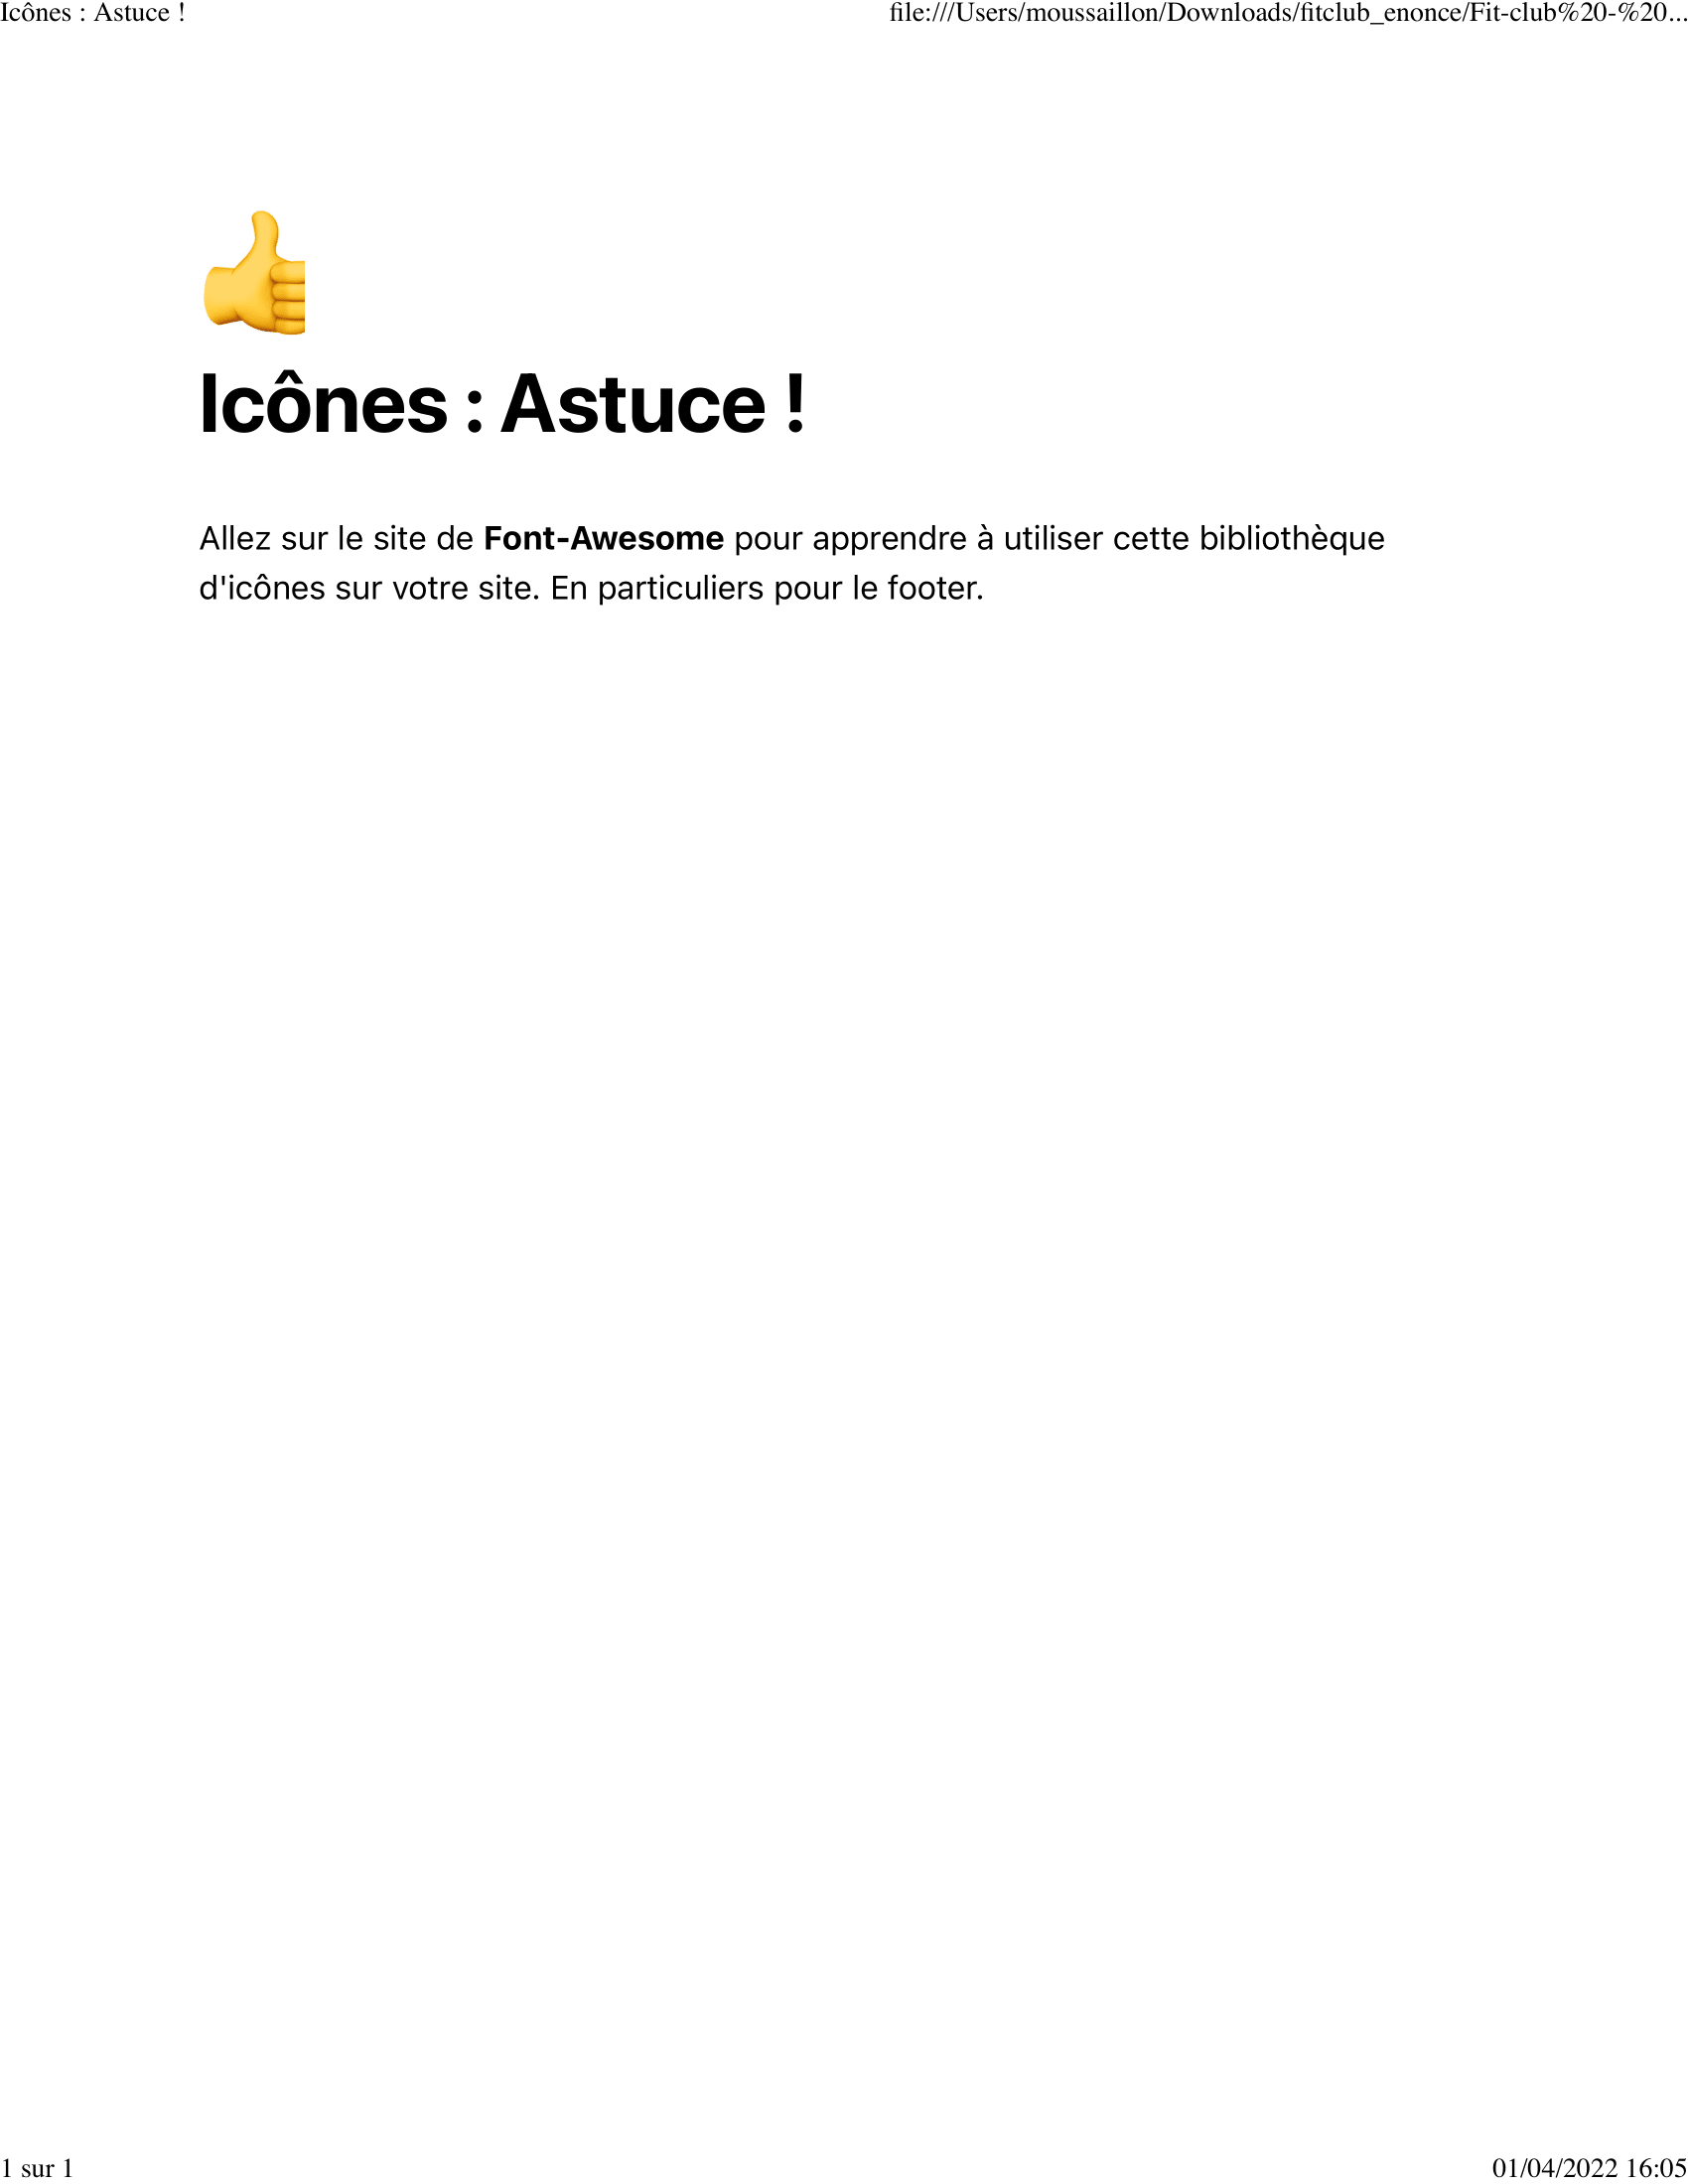 Icônes : Astuce !
file:///Users/moussaillon/Downloads/fitclub_enonce/Fit-club%20-%20...
Icônes : Astuce !
Allez sur le site de Font-Awesome pour apprendre à utiliser cette bibliothèque
d'icônes sur votre site. En particuliers pour le footer.
1 sur 1
01/04/2022 16:05